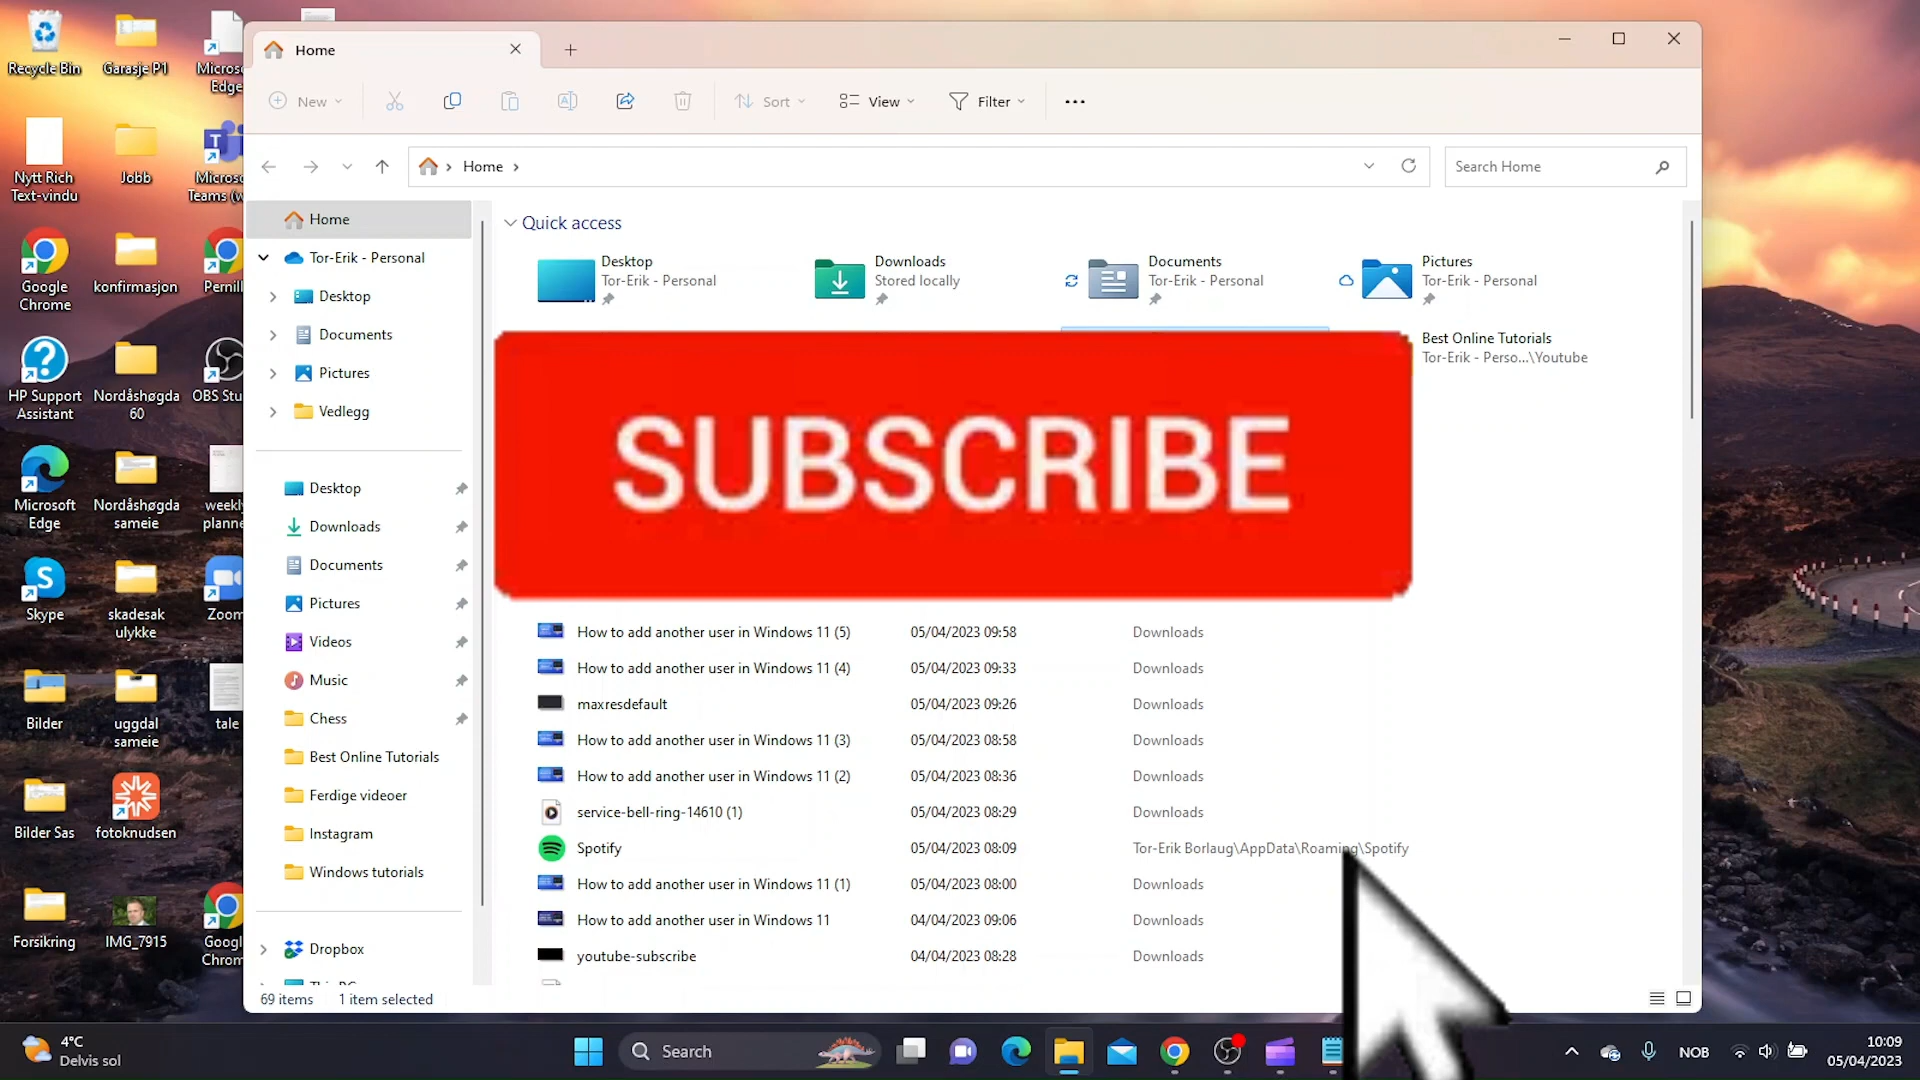 Recycle Bin
Garasje P1
Edge
Nytt Rich
Text-vindu
Jobb
Google
Chrome
konfirmasjon
HP Support
Assistant
Nordåshøgda
60
Microsoft
Edge
Nordåshøgda
sameie
Skype
skadesak
ulykke
Zoom
Bilder
uggdal
sameie
tale
Bilder Sas
fotoknudsen
Forsikring
IMG_7915
Home
New
Sort
View
Filter
Home
Search Home
Home
Tor-Erik - Personal
Desktop
Documents
Pictures
Vedlegg
Desktop
Downloads
Documents
Pictures
Videos
Music
Chess
Best Online Tutorials
Ferdige videoer
Instagram
Windows tutorials
Dropbox
Quick access
Desktop
Tor-Erik - Personal
Downloads
Stored locally
Documents
Tor-Erik - Personal
Pictures
Tor-Erik - Personal
Best Online Tutorials
Tor-Erik - Perso...\Youtube
SUBSCRIBE
How to add another user in Windows 11 (5) 05/04/2023 09:58 Downloads
How to add another user in Windows 11 (4) 05/04/2023 09:33 Downloads
maxresdefault 05/04/2023 09:26 Downloads
How to add another user in Windows 11 (3) 05/04/2023 08:58 Downloads
How to add another user in Windows 11 (2) 05/04/2023 08:36 Downloads
service-bell-ring-14610 (1) 05/04/2023 08:29 Downloads
Spotify 05/04/2023 08:09 Tor-Erik Borlaug\AppData\Roaming\Spotify
How to add another user in Windows 11 (1) 05/04/2023 08:00 Downloads
How to add another user in Windows 11 04/04/2023 09:06 Downloads
youtube-subscribe 04/04/2023 08:28 Downloads
69 items 1 item selected
4°C
Delvis sol
Search
NOB
10:09
05/04/2023